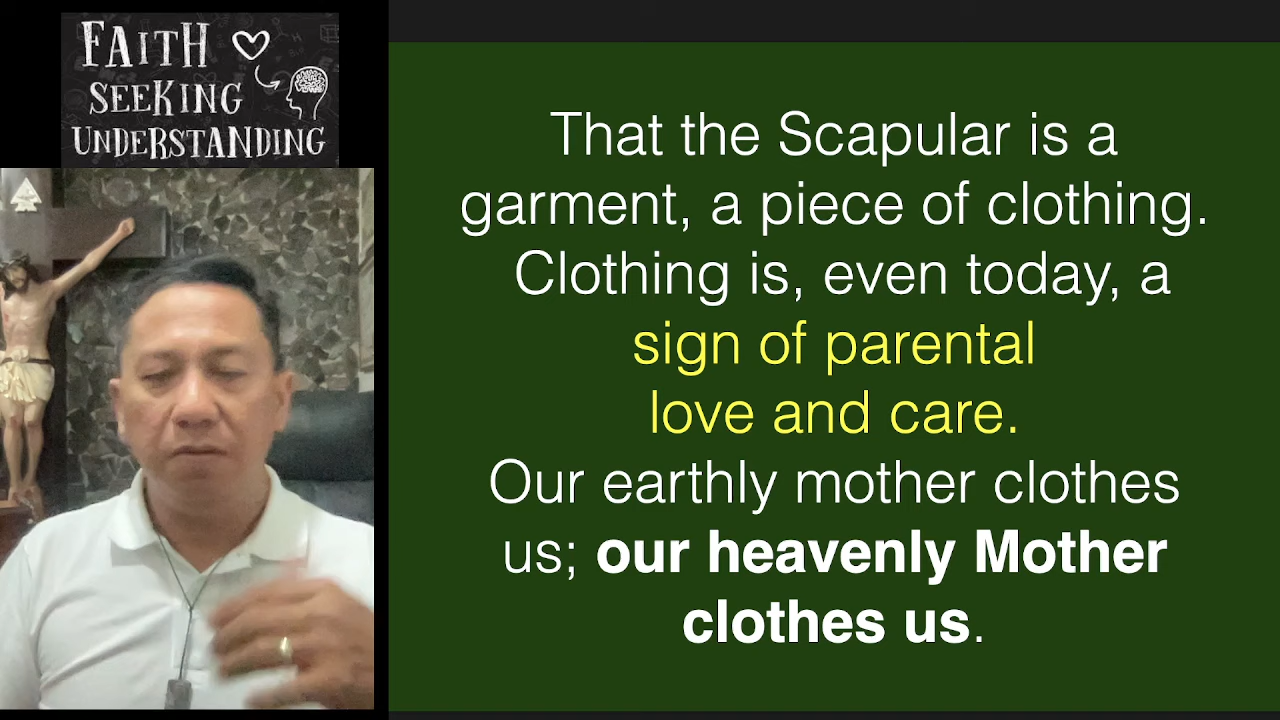 FAITH
SEEKING
UNDERSTANDING
That the Scapular is a
garment, a piece of clothing.
Clothing is, even today, a
sign of parental
love and care.
Our earthly mother clothes
us; our heavenly Mother
clothes us.